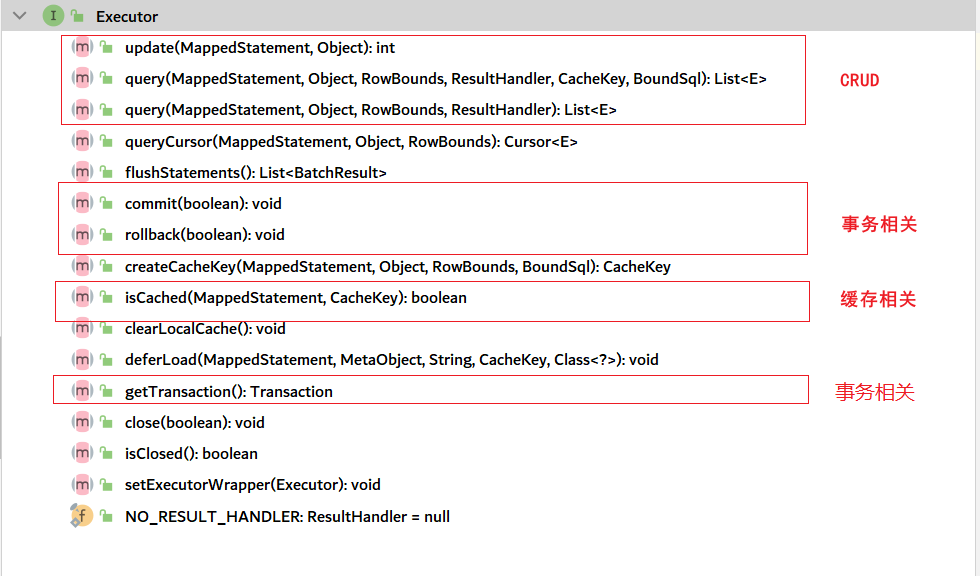 Executor
update(MappedStatement, Object): int
query(MappedStatement, Object, RowBounds, ResultHandler, CacheKey, BoundSql): List<E>
CRUD
query(MappedStatement, Object, RowBounds, ResultHandler): List<E>
queryCursor(MappedStatement, Object, RowBounds): Cursor<E>
flushStatements(): List<BatchResult>
commit(boolean): void
事务相关
rollback(boolean): void
createCacheKey(MappedStatement, Object, RowBounds, BoundSql): CacheKey
isCached(MappedStatement, CacheKey): boolean
缓存相关
clearLocalCache(): void
deferLoad(MappedStatement, MetaObject, String, CacheKey, Class<?>): void
getTransaction(): Transaction
事务相关
close(boolean): void
isClosed(): boolean
setExecutorWrapper(Executor): void
NO_RESULT_HANDLER: ResultHandler = null